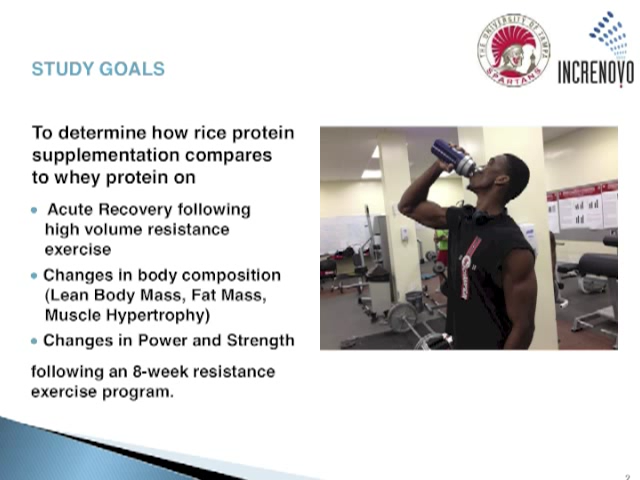 THE UNIVERSITY OF TAMPA
SPARTANS
INCRENOVO
STUDY GOALS
To determine how rice protein
supplementation compares
to whey protein on
• Acute Recovery following
high volume resistance
exercise
• Changes in body composition
(Lean Body Mass, Fat Mass,
Muscle Hypertrophy)
• Changes in Power and Strength
following an 8-week resistance
exercise program.
2